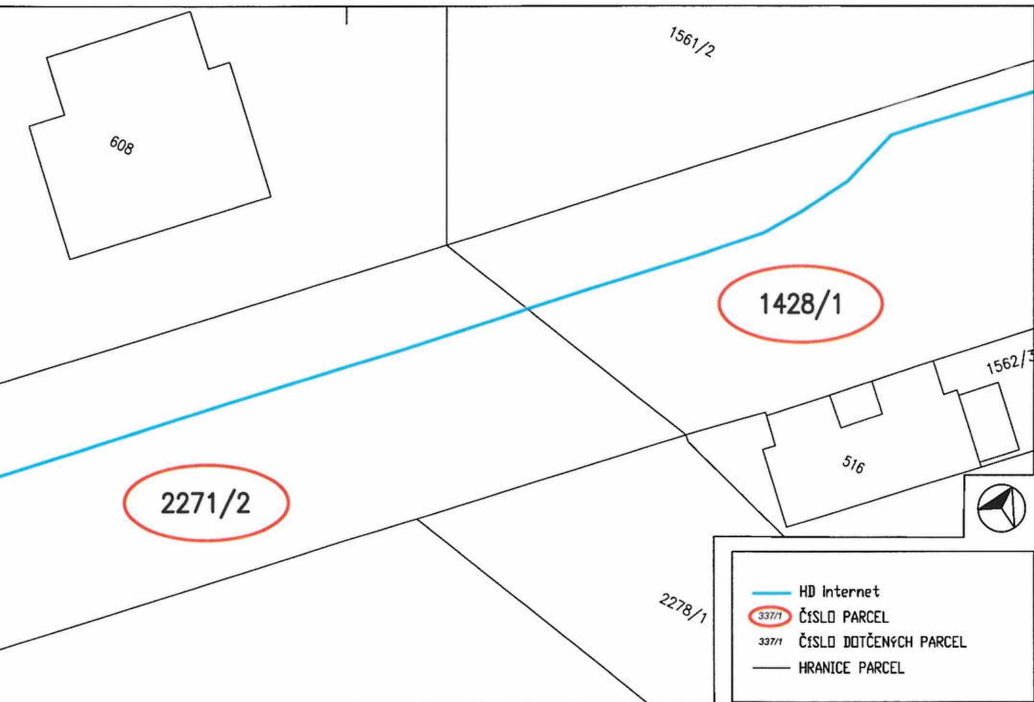 1561/2
608
1428/1
1562/3
516
2271/2
2278/1
HD internet
337/1 ČÍSLO PARCEL
337/1 ČÍSLO DOTČENÝCH PARCEL
HRANICE PARCEL